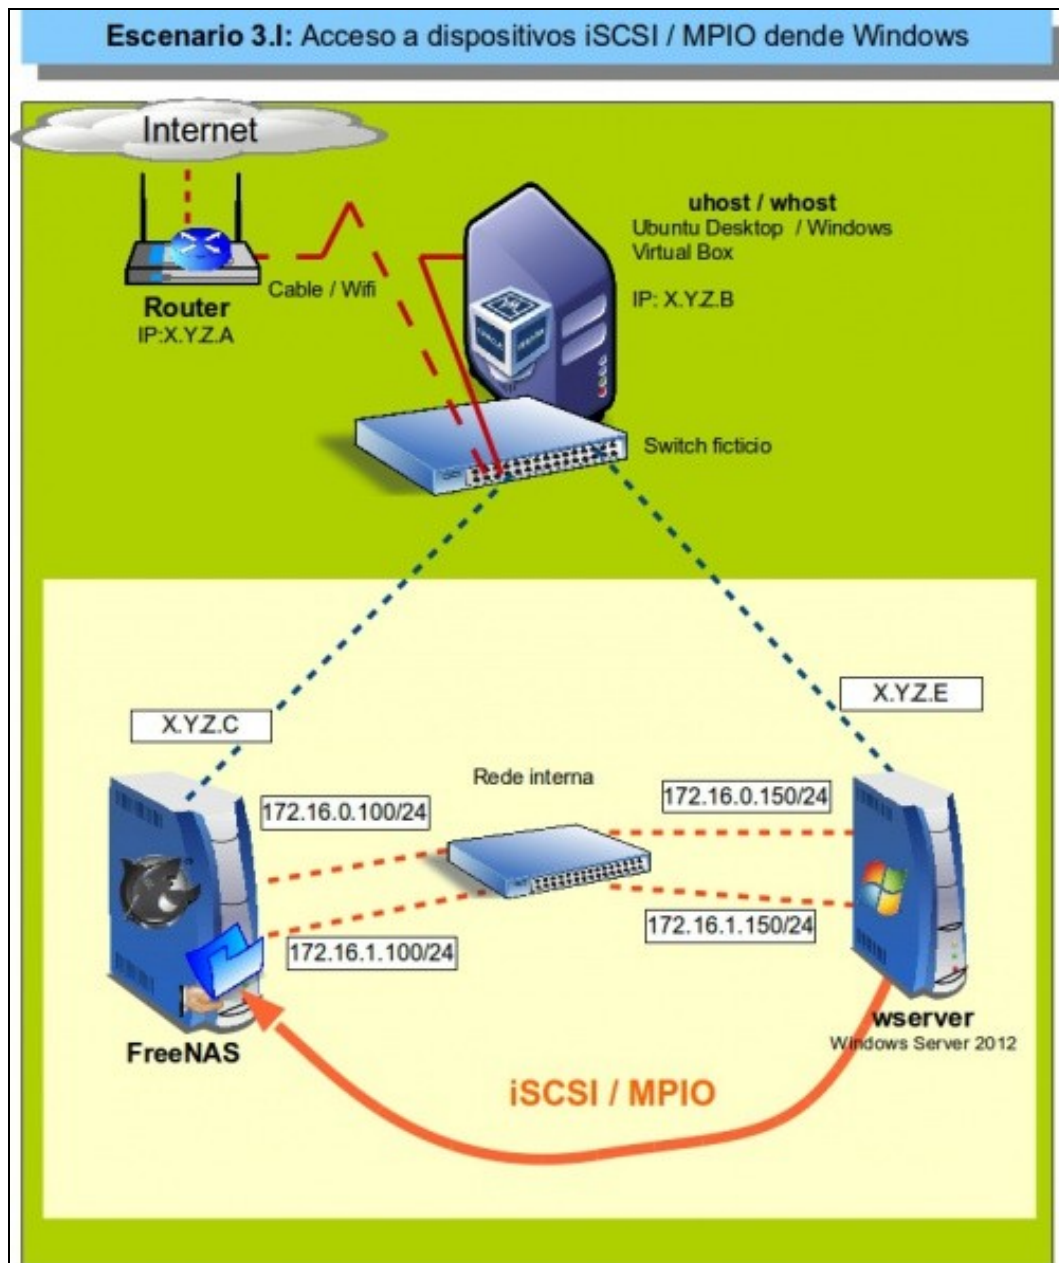 Escenario 3.I: Acceso a dispositivos iSCSI / MPIO dende Windows
Internet
uhost / whost
Ubuntu Desktop / Windows
Virtual Box
IP: X.Y.Z.B
Cable / Wifi
Router
IP:X.Y.Z.A
Switch ficticio
X.Y.Z.C
X.Y.Z.E
Rede interna
172.16.0.100/24
172.16.0.150/24
172.16.1.100/24
172.16.1.150/24
FreeNAS
wserver
Windows Server 2012
iSCSI / MPIO